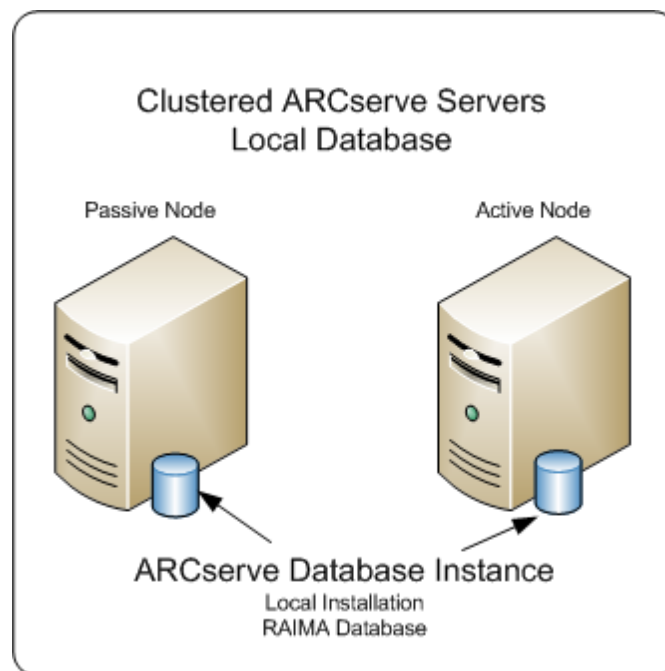 Clustered ARCserve Servers
Local Database
Passive Node
Active Node
ARCserve Database Instance
Local Installation
RAIMA Database